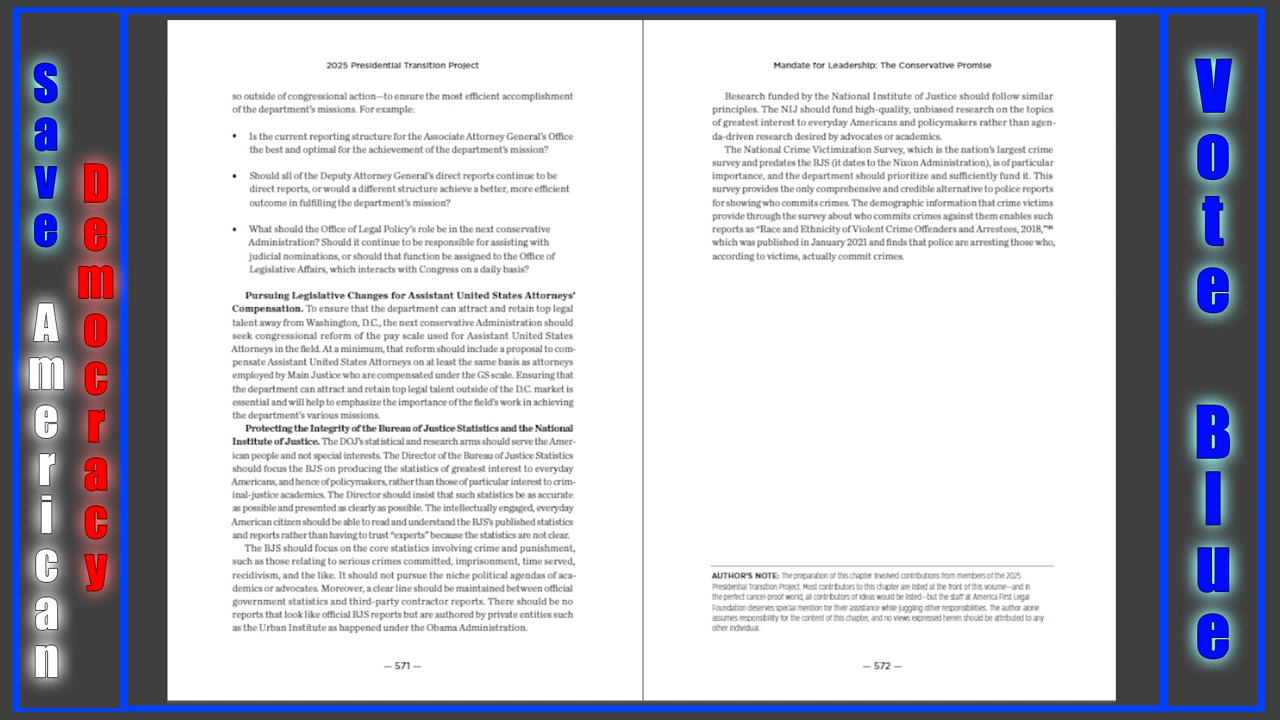 Save
American
Democracy
2025 Presidential Transition Project
so outside of congressional action—to ensure the most efficient accomplishment
of the department's missions. For example:
• Is the current reporting structure for the Associate Attorney General's Office
the best and optimal for the achievement of the department's mission?
• Should all of the Deputy Attorney General's direct reports continue to be
direct reports, or would a different structure achieve a better, more efficient
outcome in fulfilling the department's mission?
• What should the Office of Legal Policy's role be in the next conservative
Administration? Should it continue to be responsible for assisting with
judicial nominations, or should that function be assigned to the Office of
Legislative Affairs, which interacts with Congress on a daily basis?
Pursuing Legislative Changes for Assistant United States Attorneys'
Compensation. To ensure that the department can attract and retain top legal
talent away from Washington, D.C., the next conservative Administration should
seek congressional reform of the pay scale used for Assistant United States
Attorneys in the field. At a minimum, that reform should include a proposal to com-
pensate Assistant United States Attorneys on at least the same basis as attorneys
employed by Main Justice who are compensated under the GS scale. Ensuring that
the department can attract and retain top legal talent outside of the D.C. market is
essential and will help to emphasize the importance of the field's work in achieving
the department's various missions.
Protecting the Integrity of the Bureau of Justice Statistics and the National
Institute of Justice. The DOJ's statistical and research arms should serve the Amer-
ican people and not special interests. The Director of the Bureau of Justice Statistics
should focus the BJS on producing the statistics of greatest interest to everyday
Americans, and hence of policymakers, rather than those of particular interest to crim-
inal-justice academics. The Director should insist that such statistics be as accurate
as possible and presented as clearly as possible. The intellectually engaged, everyday
American citizen should be able to read and understand the BJS's published statistics
and reports rather than having to trust "experts" because the statistics are not clear.
The BJS should focus on the core statistics involving crime and punishment,
such as those relating to serious crimes committed, imprisonment, time served,
recidivism, and the like. It should not pursue the niche political agendas of aca-
demics or advocates. Moreover, a clear line should be maintained between official
government statistics and third-party contractor reports. There should be no
reports that look like official BJS reports but are authored by private entities such
as the Urban Institute as happened under the Obama Administration.
— 571 —
Mandate for Leadership: The Conservative Promise
Research funded by the National Institute of Justice should follow similar
principles. The NIJ should fund high-quality, unbiased research on the topics
of greatest interest to everyday Americans and policymakers rather than agen-
da-driven research desired by advocates or academics.
The National Crime Victimization Survey, which is the nation's largest crime
survey and predates the BJS (it dates to the Nixon Administration), is of particular
importance, and the department should prioritize and sufficiently fund it. This
survey provides the only comprehensive and credible alternative to police reports
for showing who commits crimes. The demographic information that crime victims
provide through the survey about who commits crimes against them enables such
reports as "Race and Ethnicity of Violent Crime Offenders and Arrestees, 2018,"
which was published in January 2021 and finds that police are arresting those who,
according to victims, actually commit crimes.
AUTHOR'S NOTE: The preparation of this chapter involved contributions from members of the 2025
Presidential Transition Project. Most contributors to this chapter are listed at the front of this volume—and in
the perfect cancel-proof world, all contributors of ideas would be listed—but the staff at America First Legal
Foundation deserves special mention for their assistance while juggling other responsibilities. The author alone
assumes responsibility for the content of this chapter, and no views expressed herein should be attributed to any
other individual.
— 572 —
Vote
Blue